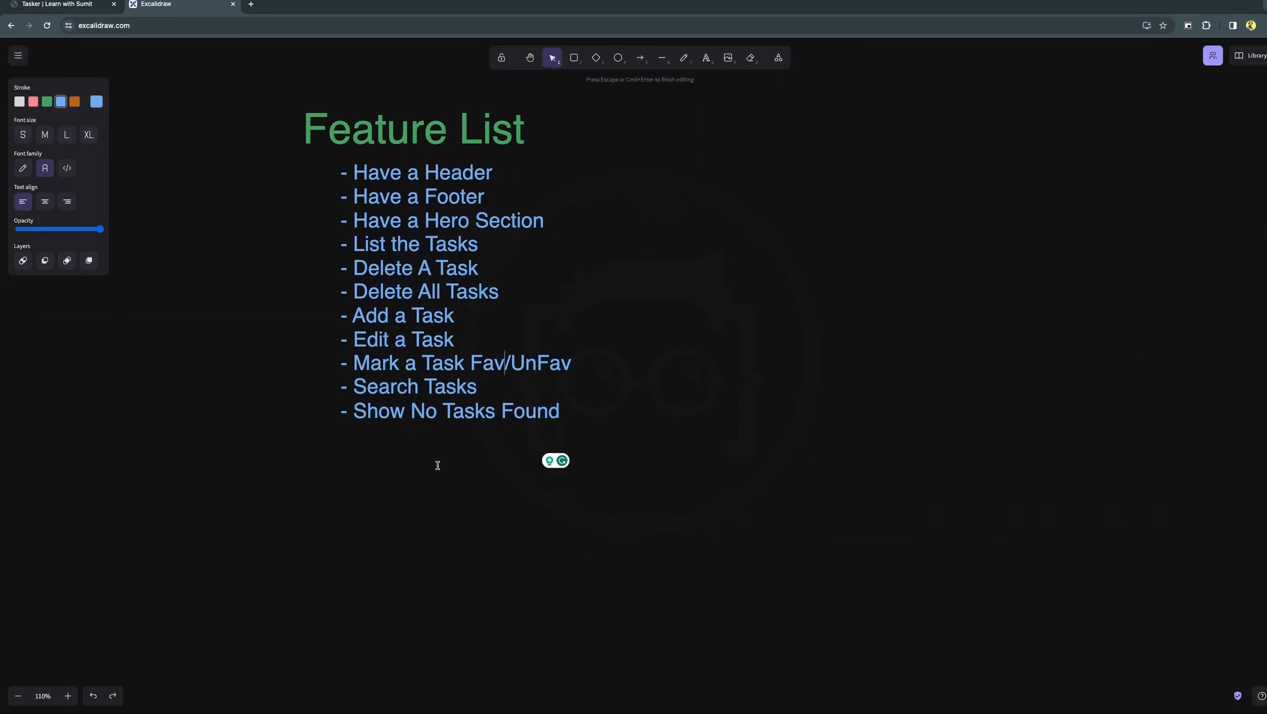 Tasker | Learn with Sumit
Excalidraw
excalidraw.com
Library
Press Escape or Cmd+Enter to finish editing
Stroke
Font size
S M L XL
Font family
A </>
Text align
Opacity
Layers
Feature List
- Have a Header
- Have a Footer
- Have a Hero Section
- List the Tasks
- Delete A Task
- Delete All Tasks
- Add a Task
- Edit a Task
- Mark a Task Fav/UnFav
- Search Tasks
- Show No Tasks Found
110%